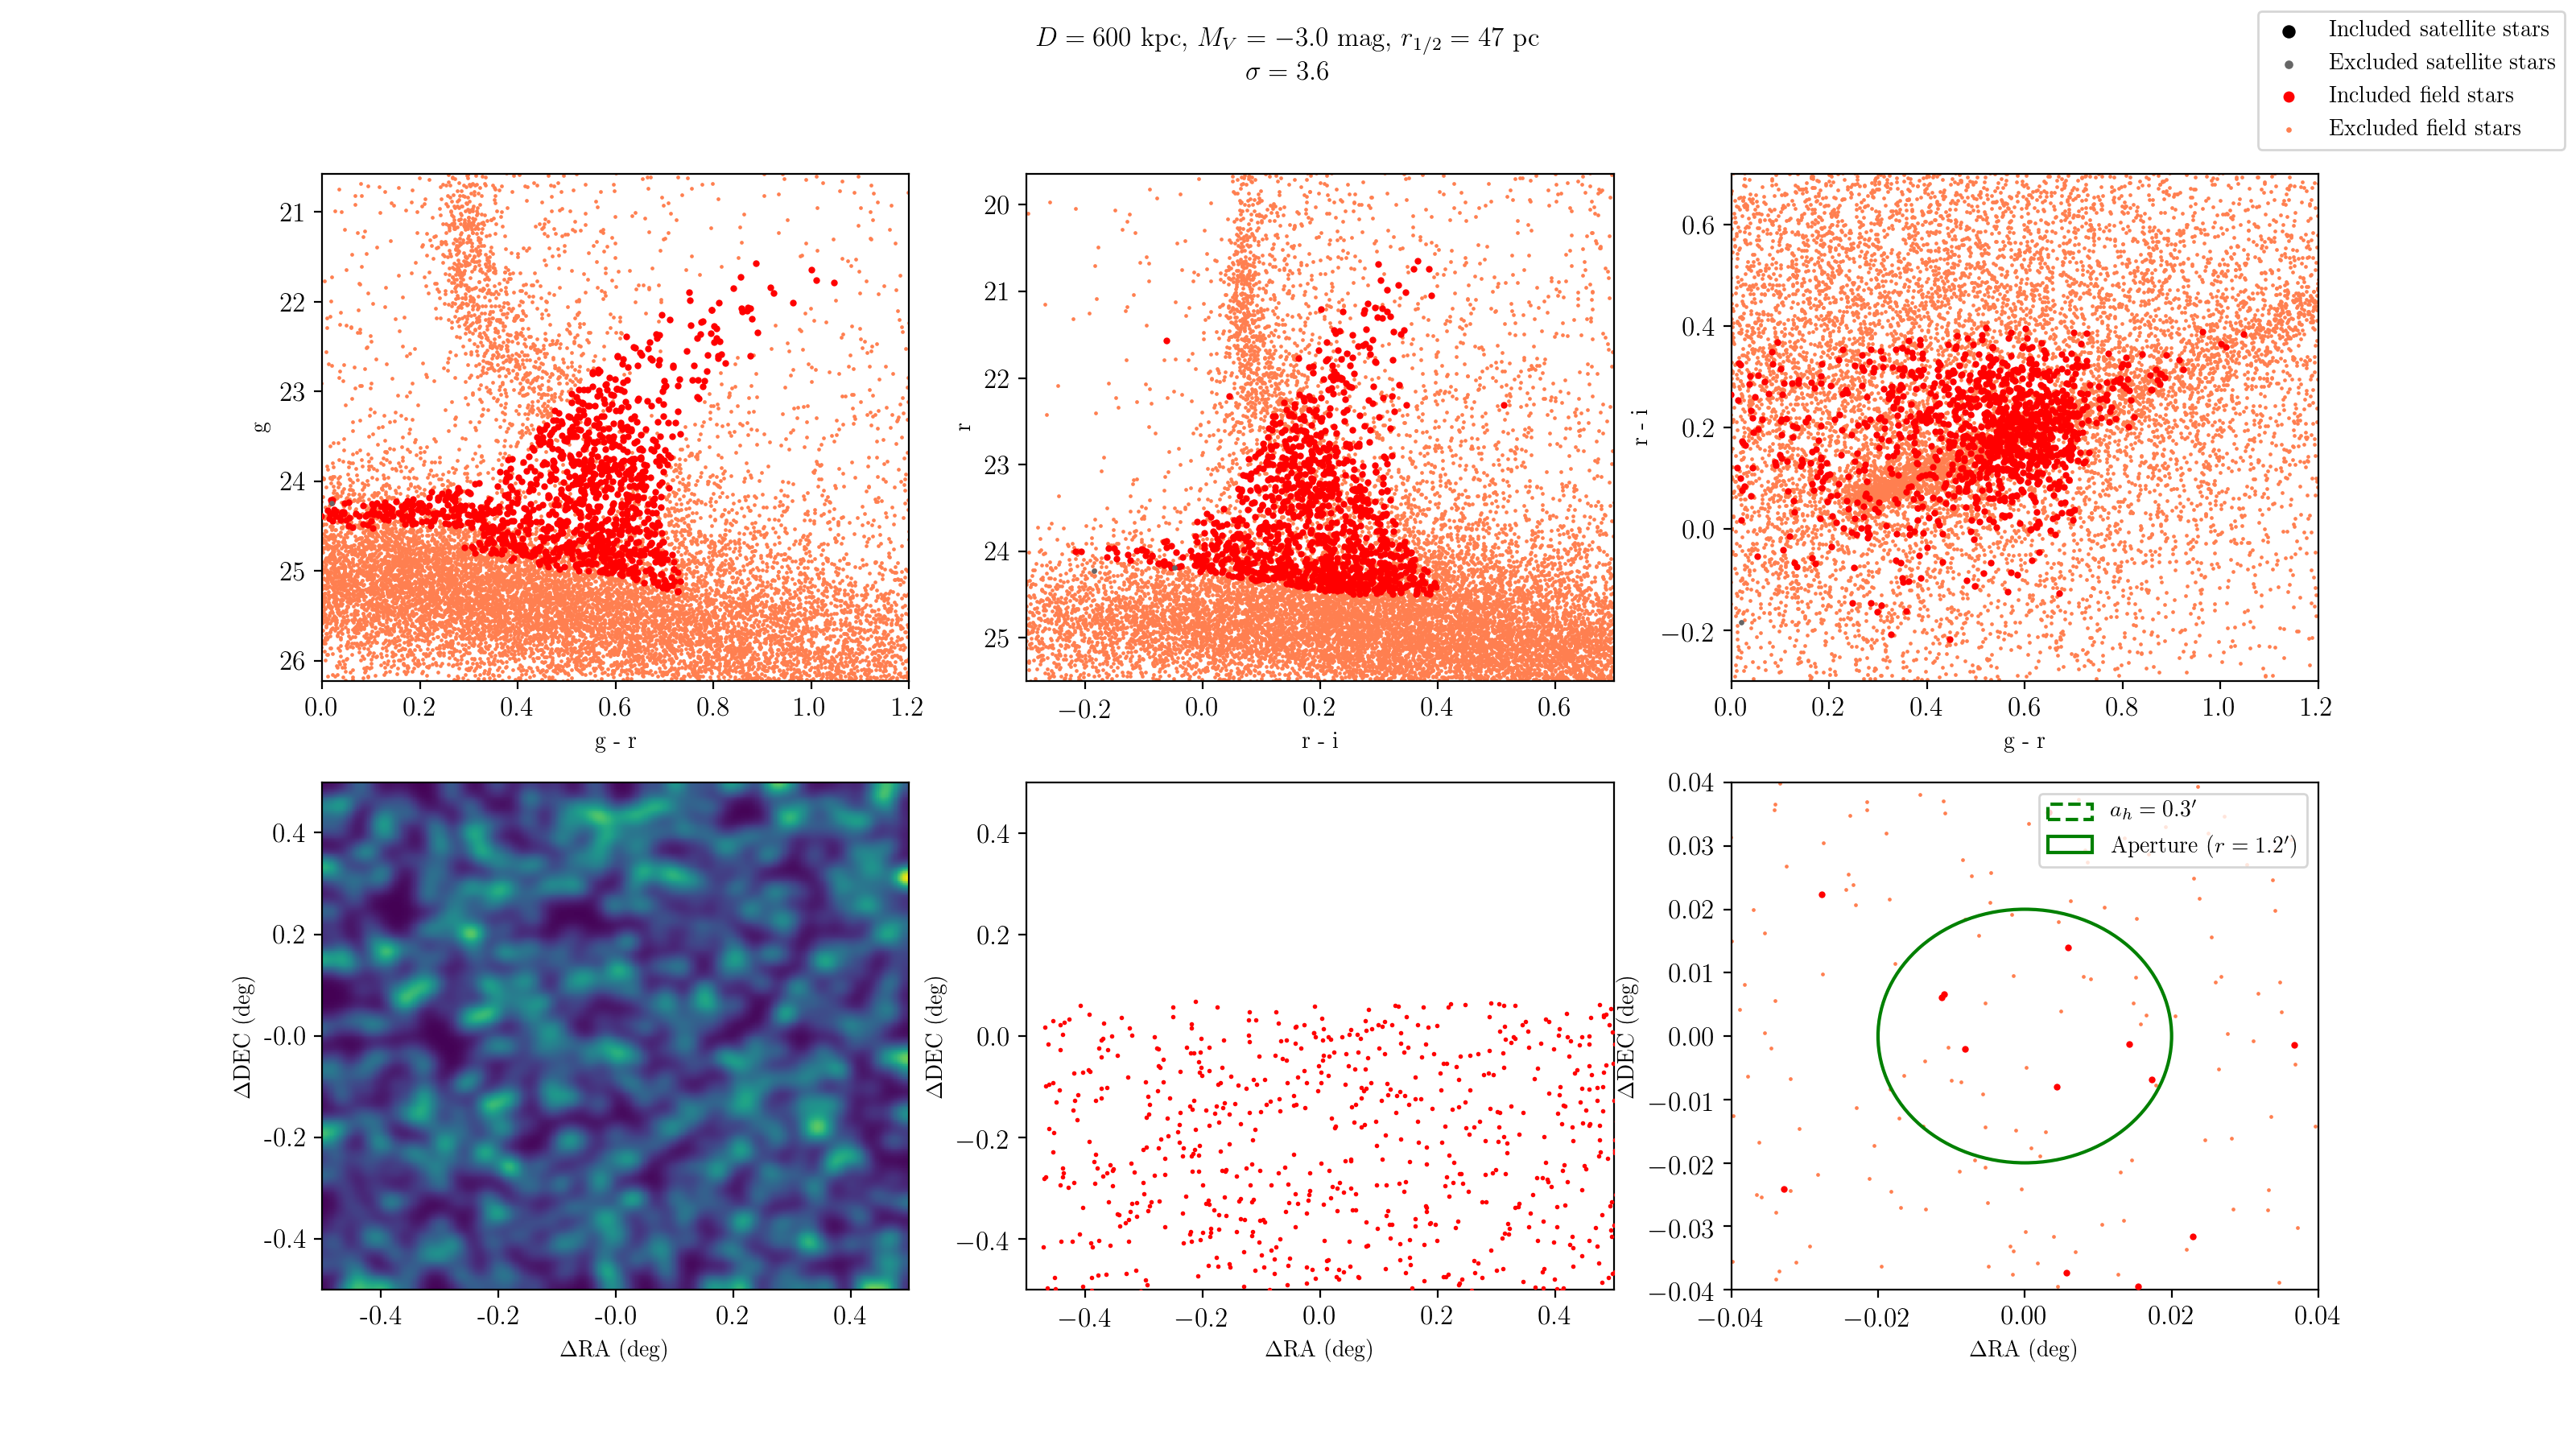 D = 600 kpc, M_V = −3.0 mag, r_{1/2} = 47 pc
σ = 3.6
Included satellite stars
Excluded satellite stars
Included field stars
Excluded field stars
21
22
23
24
25
26
g
0.0 0.2 0.4 0.6 0.8 1.0 1.2
g - r
20
21
22
23
24
25
r
−0.2 0.0 0.2 0.4 0.6
r - i
0.6
0.4
0.2
0.0
−0.2
r - i
0.0 0.2 0.4 0.6 0.8 1.0 1.2
g - r
0.4
0.2
-0.0
-0.2
-0.4
ΔDEC (deg)
-0.4 -0.2 -0.0 0.2 0.4
ΔRA (deg)
0.4
0.2
0.0
−0.2
−0.4
ΔDEC (deg)
−0.4 −0.2 0.0 0.2 0.4
ΔRA (deg)
a_h = 0.3′
Aperture (r = 1.2′)
0.04
0.03
0.02
0.01
0.00
−0.01
−0.02
−0.03
−0.04
ΔDEC (deg)
−0.04 −0.02 0.00 0.02 0.04
ΔRA (deg)